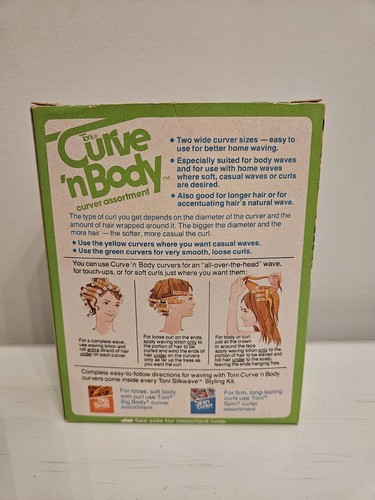 Toni®
Curve
'n Body™
curver assortment
• Two wide curver sizes — easy to
use for better home waving.
• Especially suited for body waves
and for use with home waves
where soft, casual waves or curls
are desired.
• Also good for longer hair or for
accentuating hair's natural wave.
The type of curl you get depends on the diameter of the curver and the
amount of hair wrapped around it. The bigger the diameter and the
more hair — the softer, more casual the curl.
• Use the yellow curvers where you want casual waves.
• Use the green curvers for very smooth, loose curls.
You can use Curve 'n Body curvers for an "all-over-the-head" wave,
for touch-ups, or for soft curls just where you want them:
For a complete wave,
use waving lotion and
roll entire strand of hair
under on each curver.
For loose curl on the ends,
apply waving lotion only to the
portion of hair to be
curled and wind the ends of
hair under on the curvers
only as far up the tress as
you want the curl.
For body or curl
just at the crown
or around the face
apply waving lotion only to the
portion of hair to be waved and
roll hair under to the scalp,
leaving the ends hanging free.
Complete easy-to-follow directions for waving with Toni Curve 'n Body
curvers come inside every Toni Silkwave™ Styling Kit.
Big
Body
For loose, soft body
with curl use Toni®
Big Body® curver
assortment
Spin
Curlers
For firm, long-lasting
curls use Toni®
Spin® curler
assortment
See side for important note.